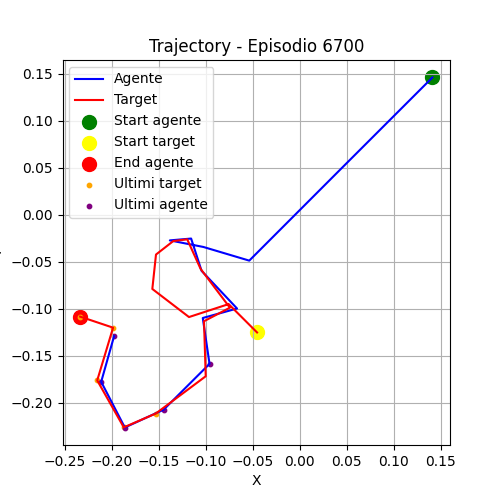 Trajectory - Episodio 6700
Agente
Target
Start agente
Start target
End agente
Ultimi target
Ultimi agente
0.15
0.10
0.05
0.00
−0.05
−0.10
−0.15
−0.20
−0.25 −0.20 −0.15 −0.10 −0.05 0.00 0.05 0.10 0.15
X